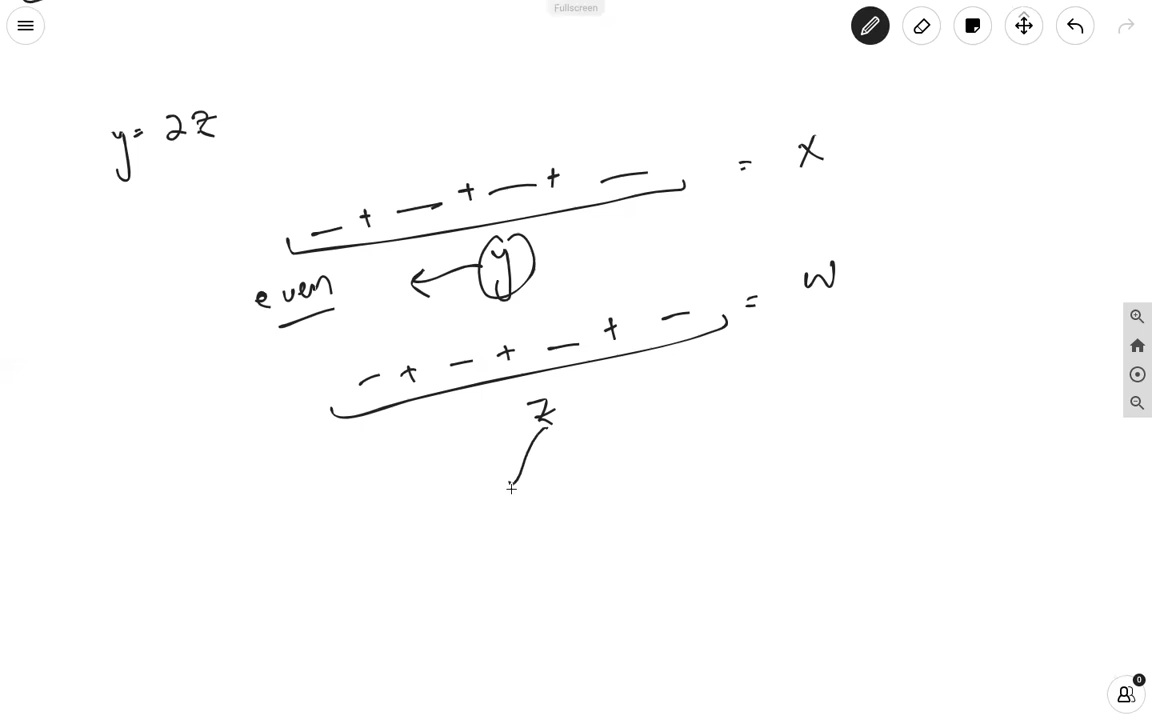 Fullscreen
y = 2z
_ + _ + _ + _ = x
even ← y
_ + _ + _ + _ = w
z
0